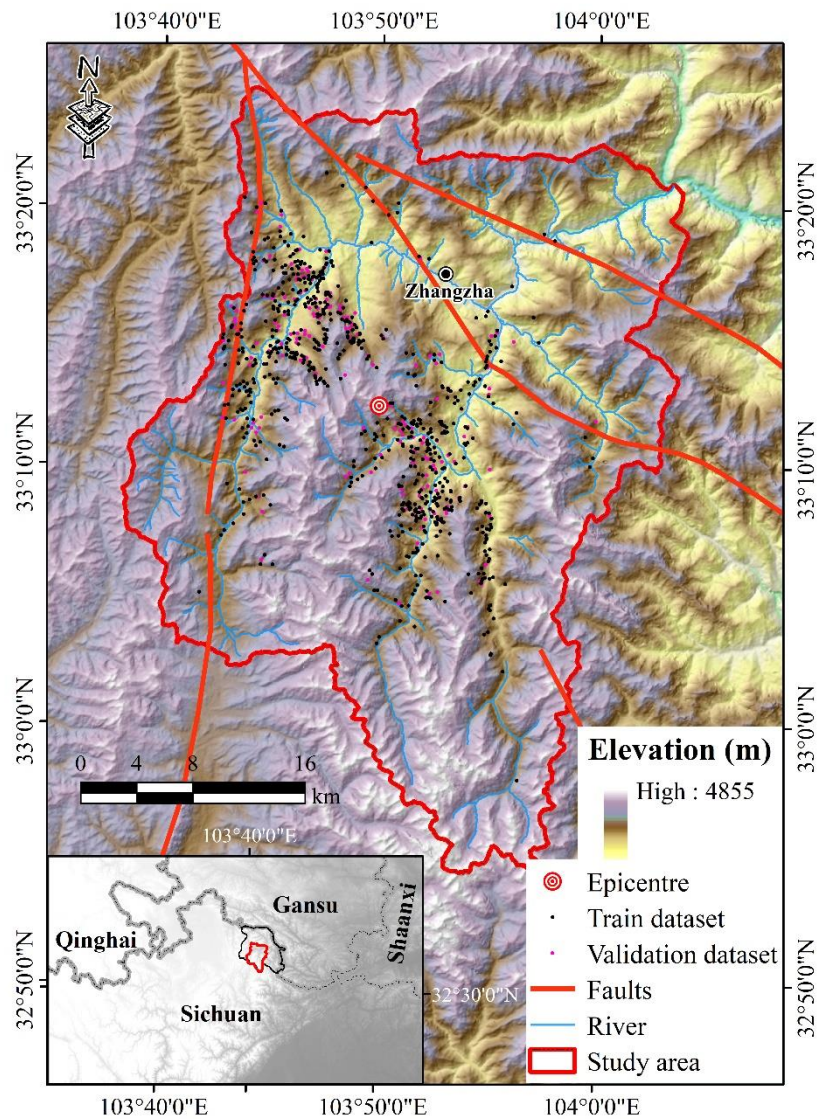 103°40'0"E
103°50'0"E
104°0'0"E
N
33°20'0"N
33°20'0"N
Zhangzha
33°10'0"N
33°10'0"N
33°0'0"N
33°0'0"N
0 4 8 16
km
Elevation (m)
High : 4855
103°40'0"E
Epicentre
Train dataset
Validation dataset
Faults
River
Study area
Gansu
Shaanxi
Qinghai
Sichuan
32°30'0"N
32°50'0"N
32°50'0"N
103°40'0"E
103°50'0"E
104°0'0"E